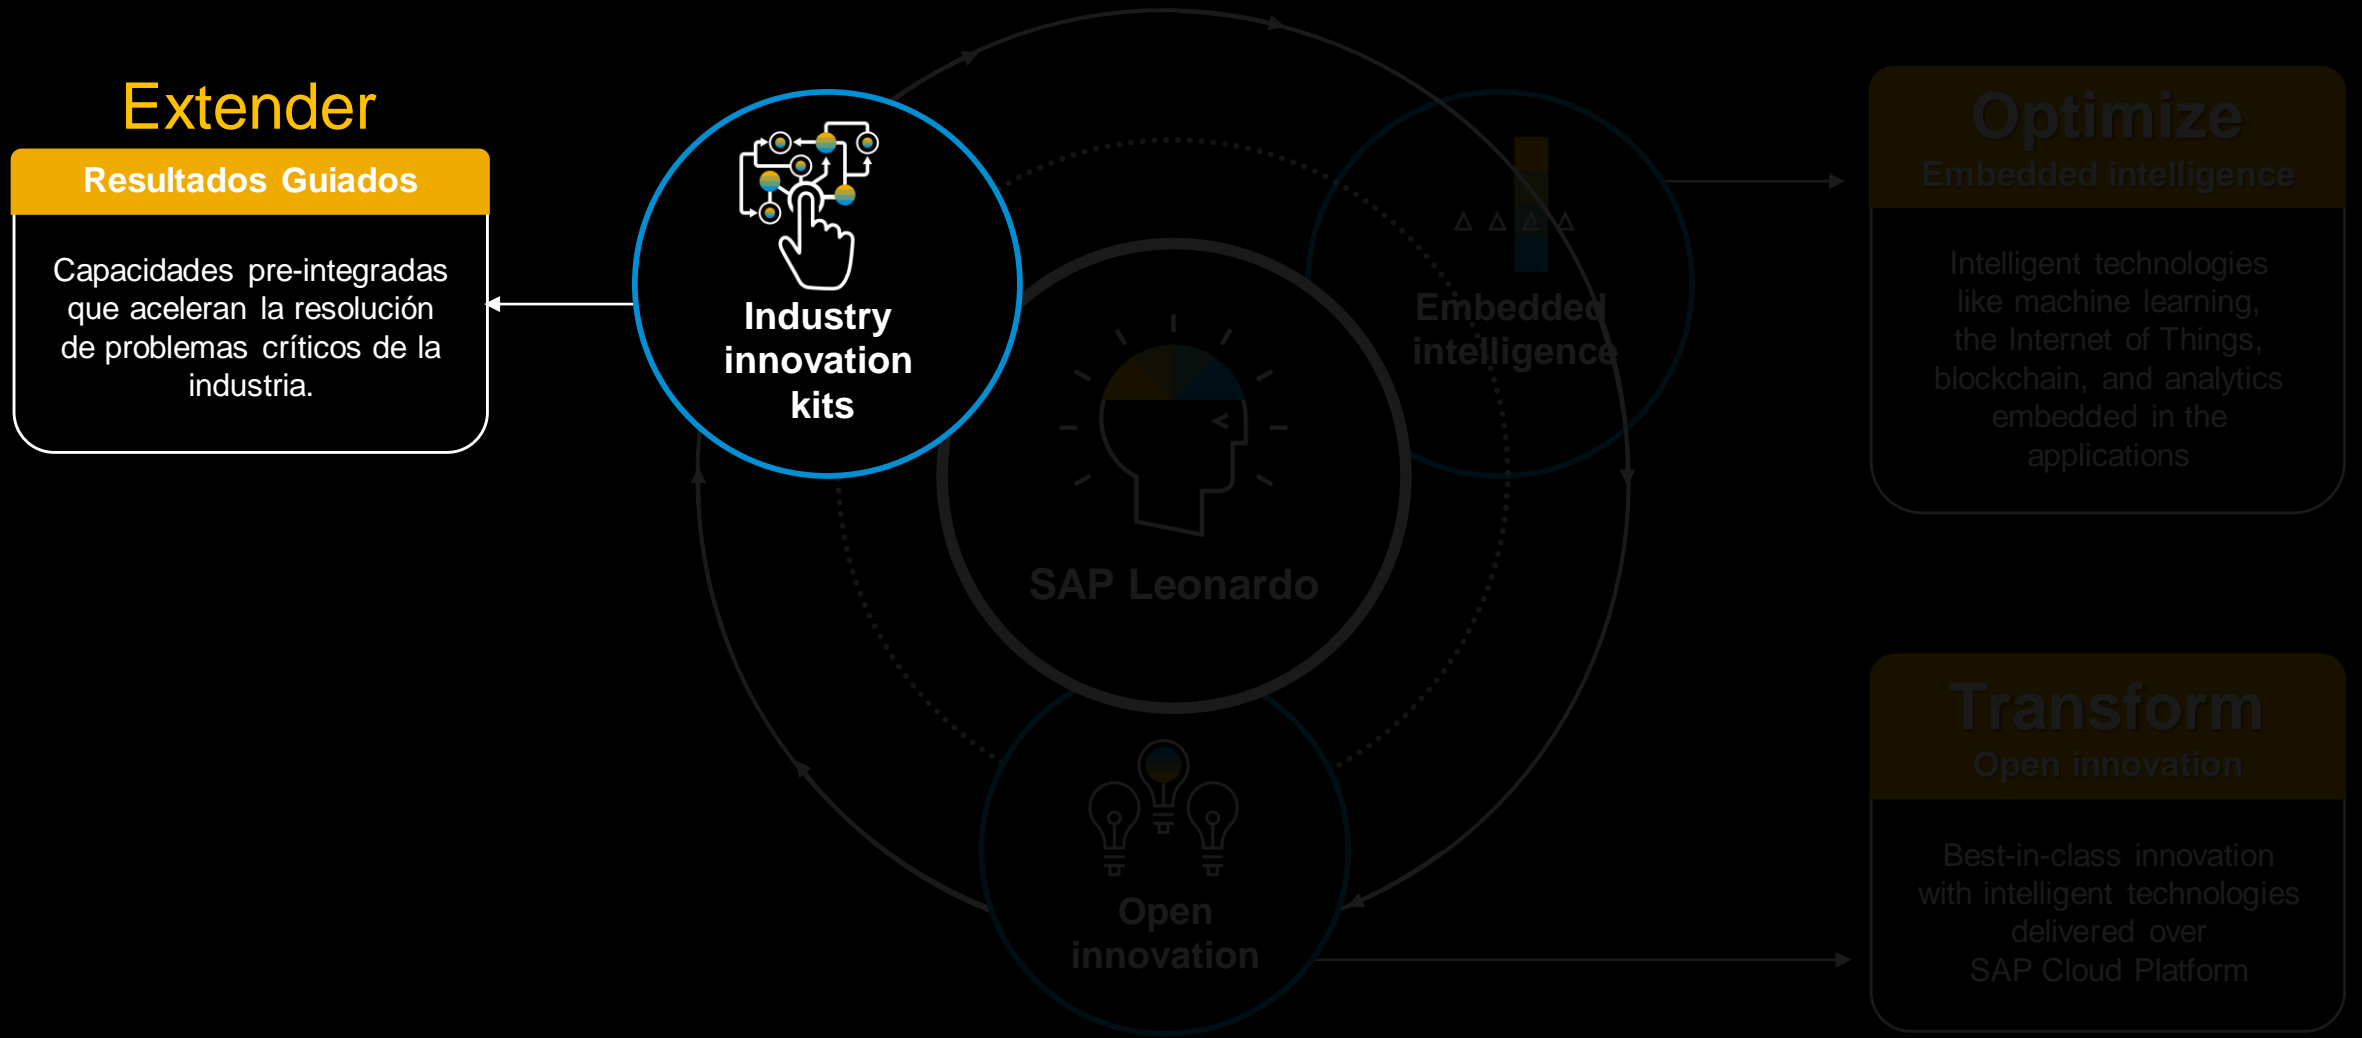 Extender
Resultados Guiados
Capacidades pre-integradas
que aceleran la resolución
de problemas críticos de la
industria.
Industry
innovation
kits
Embedded
intelligence
SAP Leonardo
Open
innovation
Optimize
Embedded intelligence
Intelligent technologies
like machine learning,
the Internet of Things,
blockchain, and analytics
embedded in the
applications
Transform
Open innovation
Best-in-class innovation
with intelligent technologies
delivered over
SAP Cloud Platform